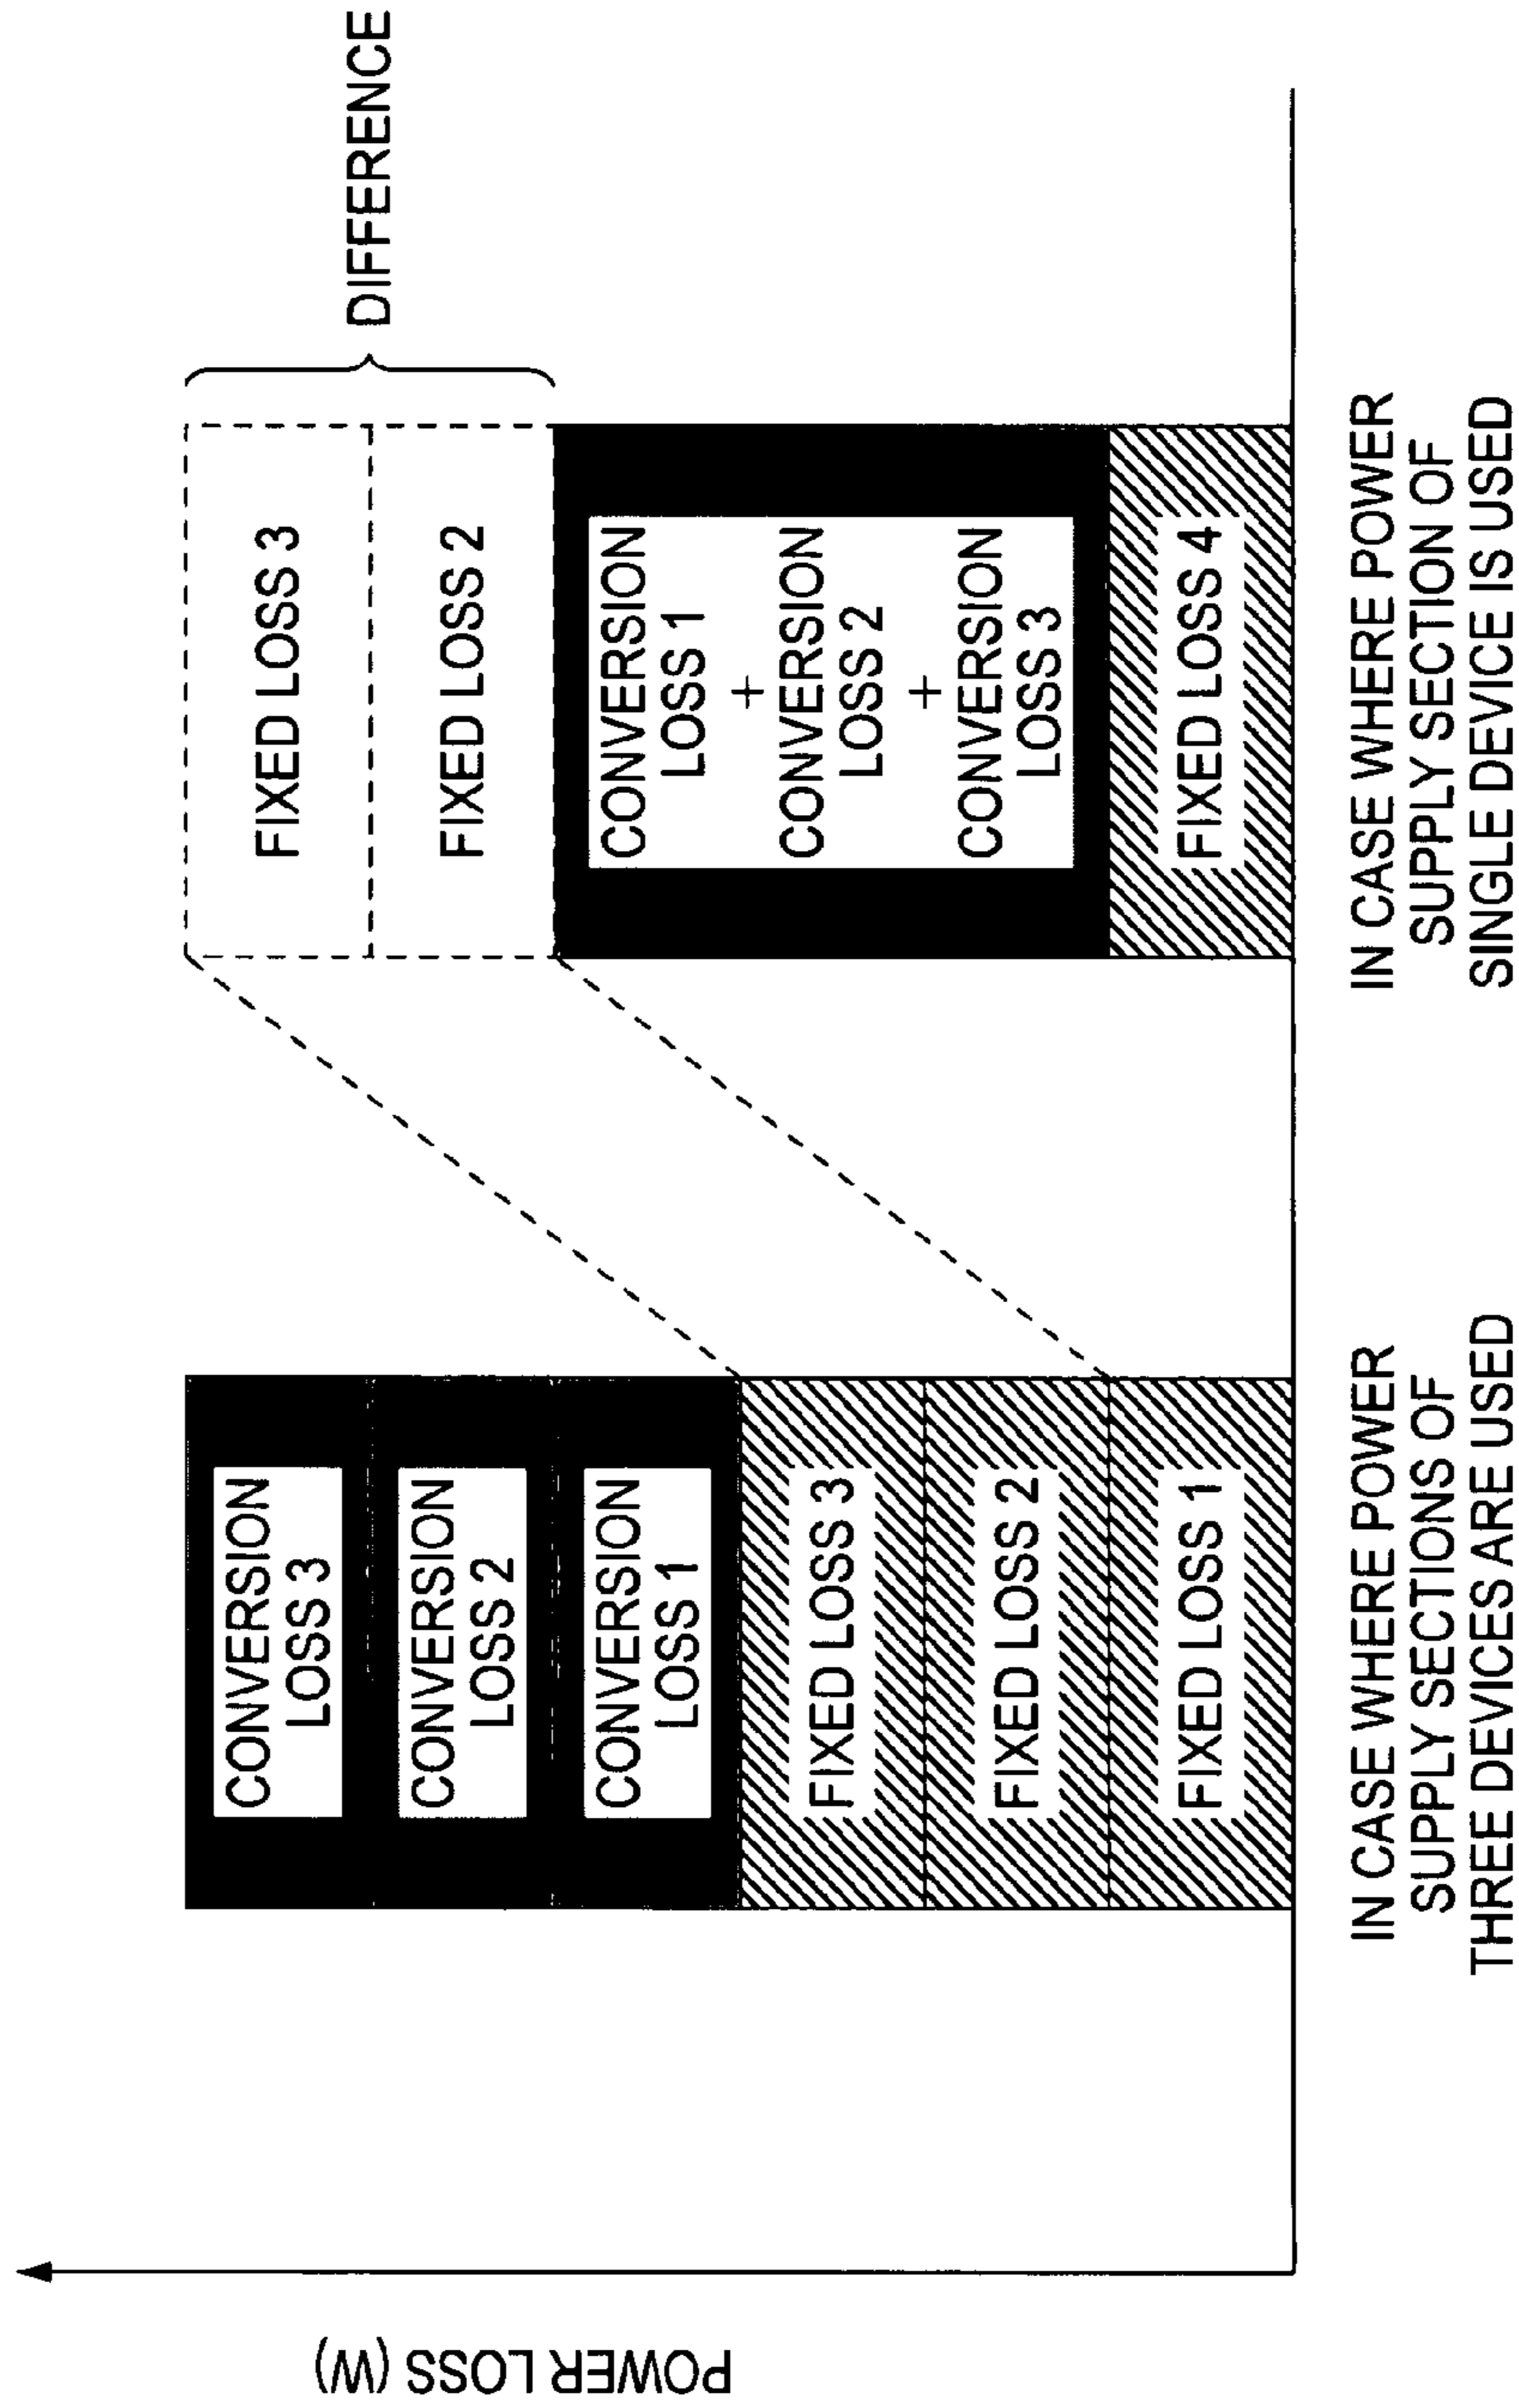 POWER LOSS (W)
CONVERSION
LOSS 3
CONVERSION
LOSS 2
CONVERSION
LOSS 1
FIXED LOSS 3
FIXED LOSS 2
FIXED LOSS 1
IN CASE WHERE POWER
SUPPLY SECTIONS OF
THREE DEVICES ARE USED
FIXED LOSS 3
FIXED LOSS 2
CONVERSION
LOSS 1
+
CONVERSION
LOSS 2
+
CONVERSION
LOSS 3
FIXED LOSS 4
IN CASE WHERE POWER
SUPPLY SECTION OF
SINGLE DEVICE IS USED
DIFFERENCE